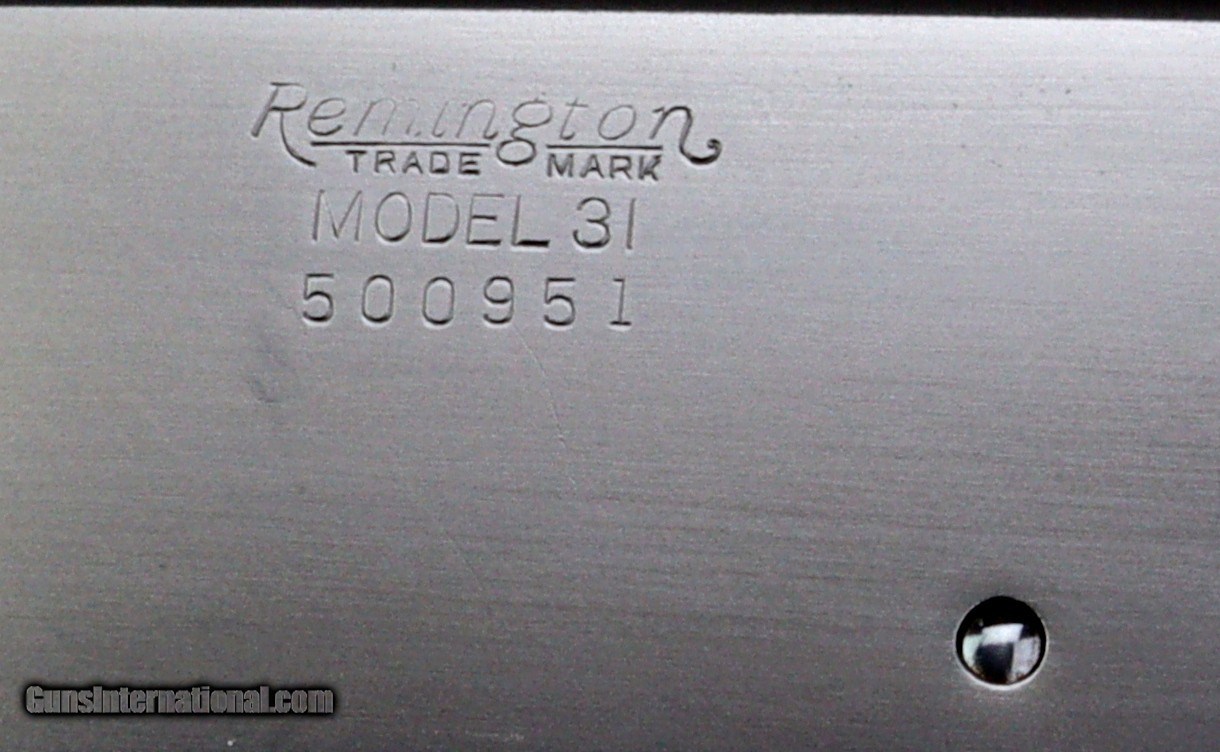 Remington
TRADE MARK
MODEL 31
500951
GunsInternational.com